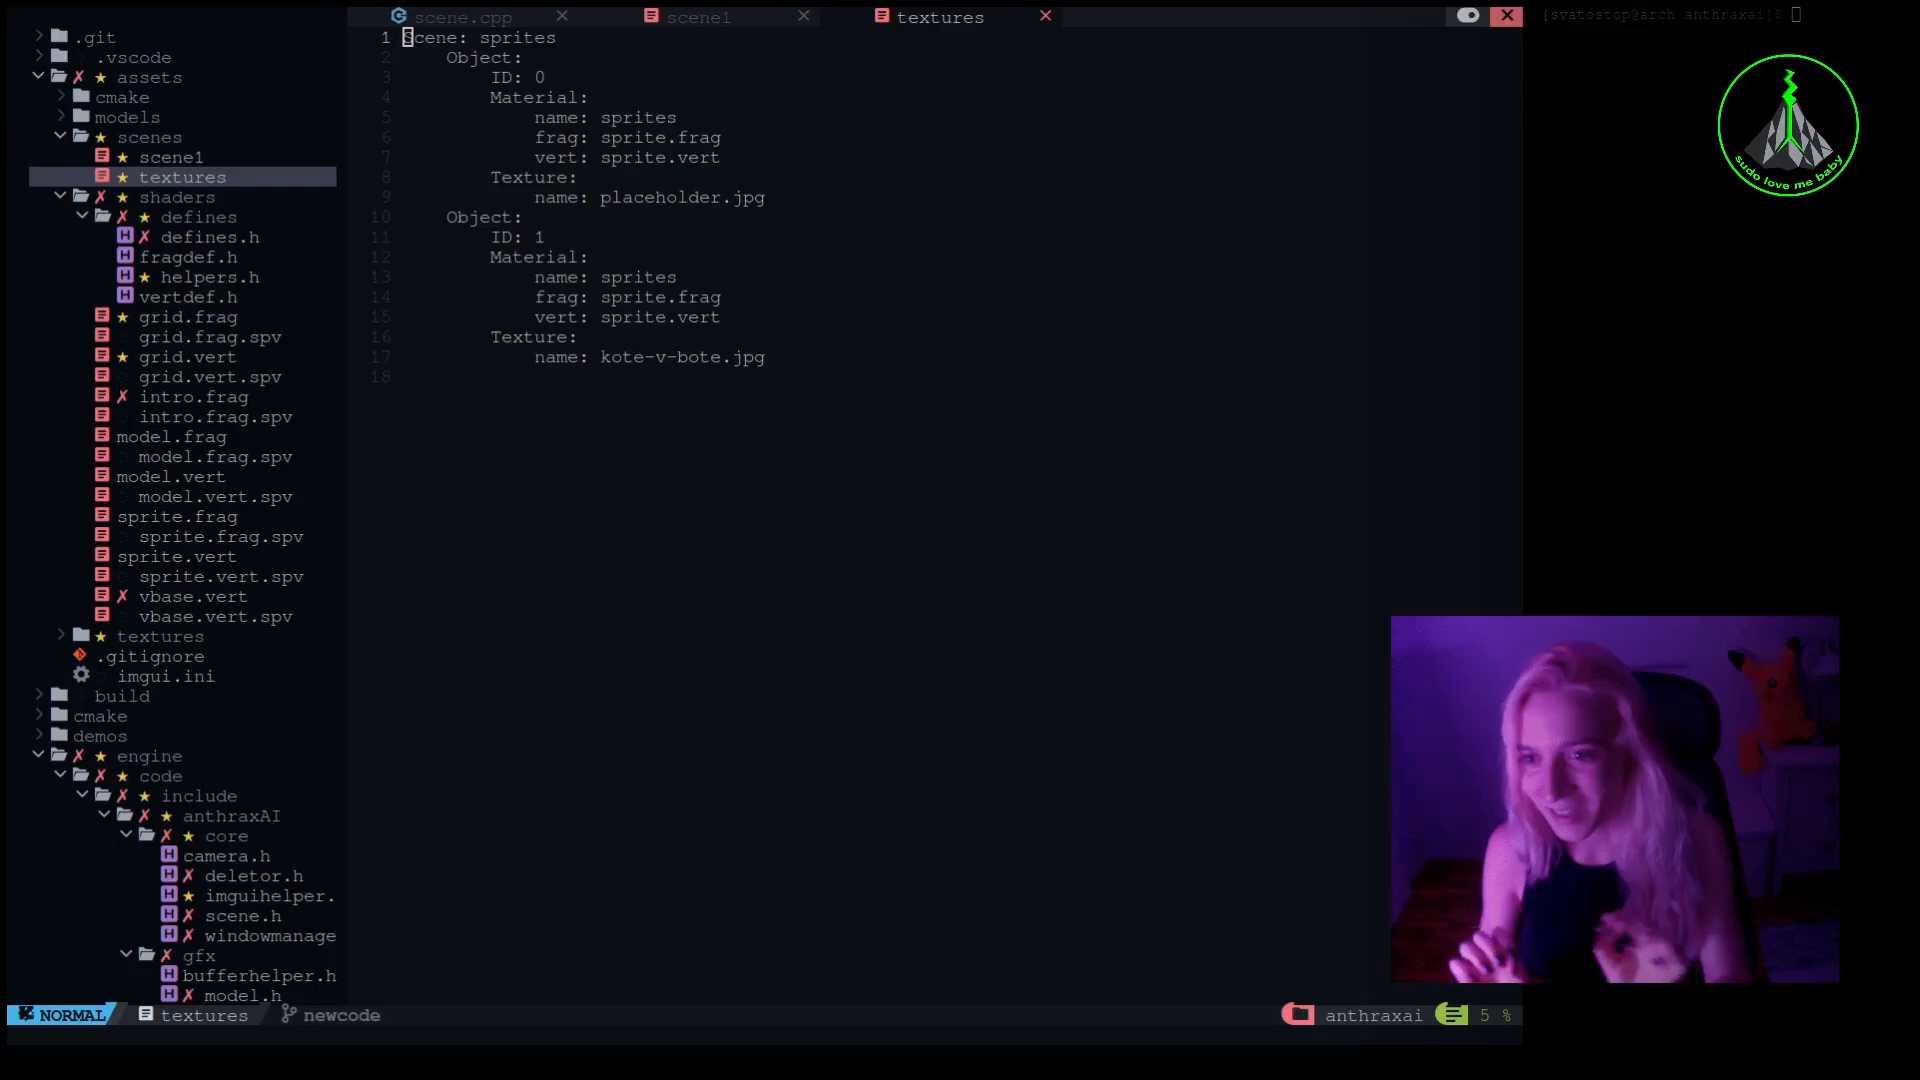 scene.cpp
scene1
textures
[svatostop@arch anthraxai]$
.git
.vscode
assets
cmake
models
scenes
scene1
textures
shaders
defines
defines.h
fragdef.h
helpers.h
vertdef.h
grid.frag
grid.frag.spv
grid.vert
grid.vert.spv
intro.frag
intro.frag.spv
model.frag
model.frag.spv
model.vert
model.vert.spv
sprite.frag
sprite.frag.spv
sprite.vert
sprite.vert.spv
vbase.vert
vbase.vert.spv
textures
.gitignore
imgui.ini
build
cmake
demos
engine
code
include
anthraxAI
core
camera.h
deletor.h
imguihelper.
scene.h
windowmanage
gfx
bufferhelper.h
model.h
1 Scene: sprites
2 Object:
3 ID: 0
4 Material:
5 name: sprites
6 frag: sprite.frag
7 vert: sprite.vert
8 Texture:
9 name: placeholder.jpg
10 Object:
11 ID: 1
12 Material:
13 name: sprites
14 frag: sprite.frag
15 vert: sprite.vert
16 Texture:
17 name: kote-v-bote.jpg
18
sudo love me baby
NORMAL textures newcode anthraxai 5 %